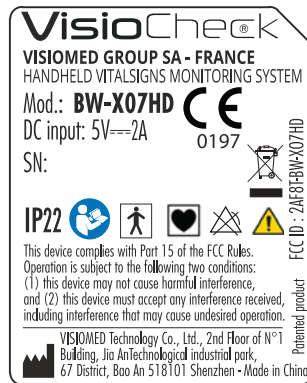 VisioCheck®
VISIOMED GROUP SA - FRANCE
HANDHELD VITALSIGNS MONITORING SYSTEM
Mod.: BW-X07HD
DC input: 5V⎓2A
0197
SN:
IP22
This device complies with Part 15 of the FCC Rules.
Operation is subject to the following two conditions:
(1) this device may not cause harmful interference,
and (2) this device must accept any interference received,
including interference that may cause undesired operation.
VISIOMED Technology Co., Ltd., 2nd Floor of N°1
Building, Jia AnTechnological industrial park,
67 District, Bao An 518101 Shenzhen - Made in China
Patented product
FCC ID : 2AF8T-BW-X07HD